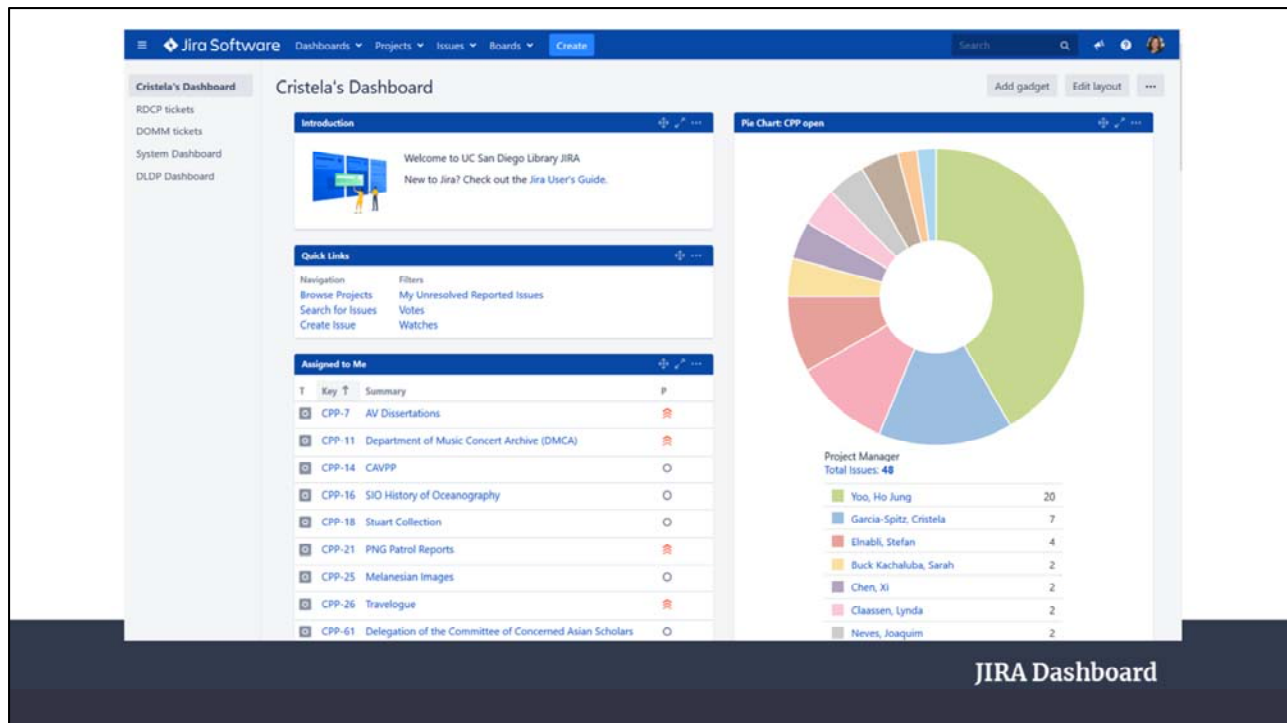 Jira Software Dashboards Projects Issues Boards Create Search
Cristela's Dashboard
RDCP tickets
DOMM tickets
System Dashboard
DLDP Dashboard
Cristela's Dashboard
Add gadget Edit layout
Introduction
Welcome to UC San Diego Library JIRA
New to Jira? Check out the Jira User's Guide.
Quick Links
Navigation Filters
Browse Projects My Unresolved Reported Issues
Search for Issues Votes
Create Issue Watches
Assigned to Me
T Key ↑ Summary P
CPP-7 AV Dissertations
CPP-11 Department of Music Concert Archive (DMCA)
CPP-14 CAVPP
CPP-16 SIO History of Oceanography
CPP-18 Stuart Collection
CPP-21 PNG Patrol Reports
CPP-25 Melanesian Images
CPP-26 Travelogue
CPP-61 Delegation of the Committee of Concerned Asian Scholars
Pie Chart: CPP open
Project Manager
Total Issues: 48
Yoo, Ho Jung 20
Garcia-Spitz, Cristela 7
Elnabli, Stefan 4
Buck Kachaluba, Sarah 2
Chen, Xi 2
Claassen, Lynda 2
Neves, Joaquim 2
JIRA Dashboard